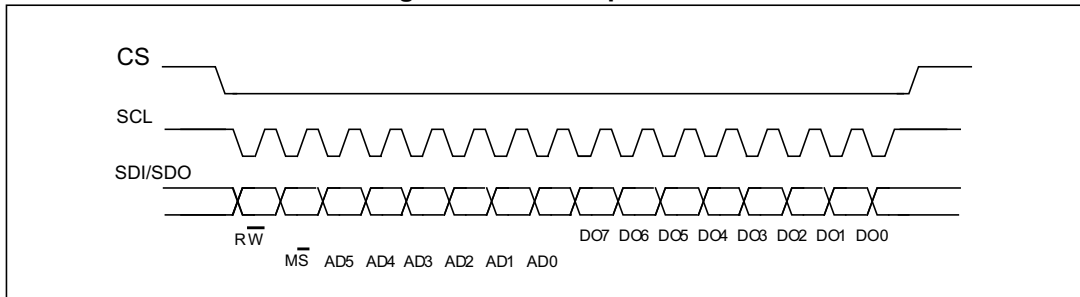 CS
SCL
SDI/SDO
RW DO7 DO6 DO5 DO4 DO3 DO2 DO1 DO0
MS AD5 AD4 AD3 AD2 AD1 AD0